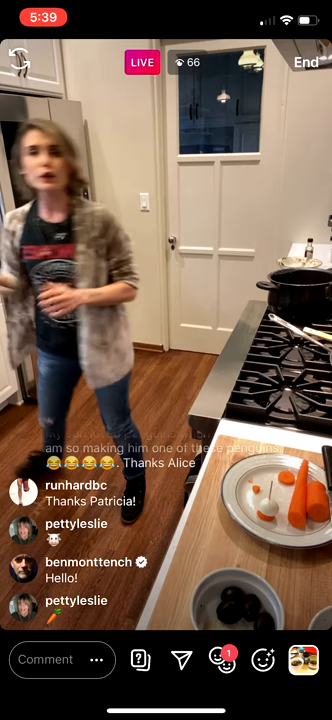 5:39
LIVE
66
End
am so making him one of these penguins
😂😂😂😂. Thanks Alice
runhardbc
Thanks Patricia!
pettyleslie
🐮
benmonttench
Hello!
pettyleslie
🥕
Comment
1